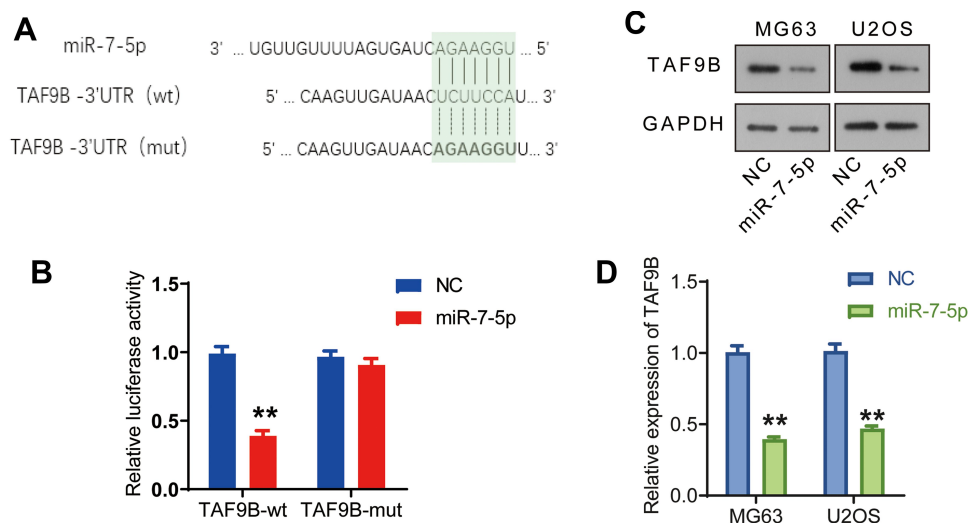 A
miR-7-5p 3' ... UGUUGUUUUAGUGAUCAGAAGGU ... 5'
TAF9B -3'UTR (wt) 5' ... CAAGUUGAUAACUCUUCCAU... 3'
TAF9B -3'UTR (mut) 5' ... CAAGUUGAUAACAGAAGGUU... 3'
B
Relative luciferase activity
1.5
1.0
0.5
0.0
NC
miR-7-5p
**
TAF9B-wt TAF9B-mut
C
MG63 U2OS
TAF9B
GAPDH
NC
miR-7-5p
NC
miR-7-5p
D
Relative expression of TAF9B
1.5
1.0
0.5
0.0
NC
miR-7-5p
** **
MG63 U2OS